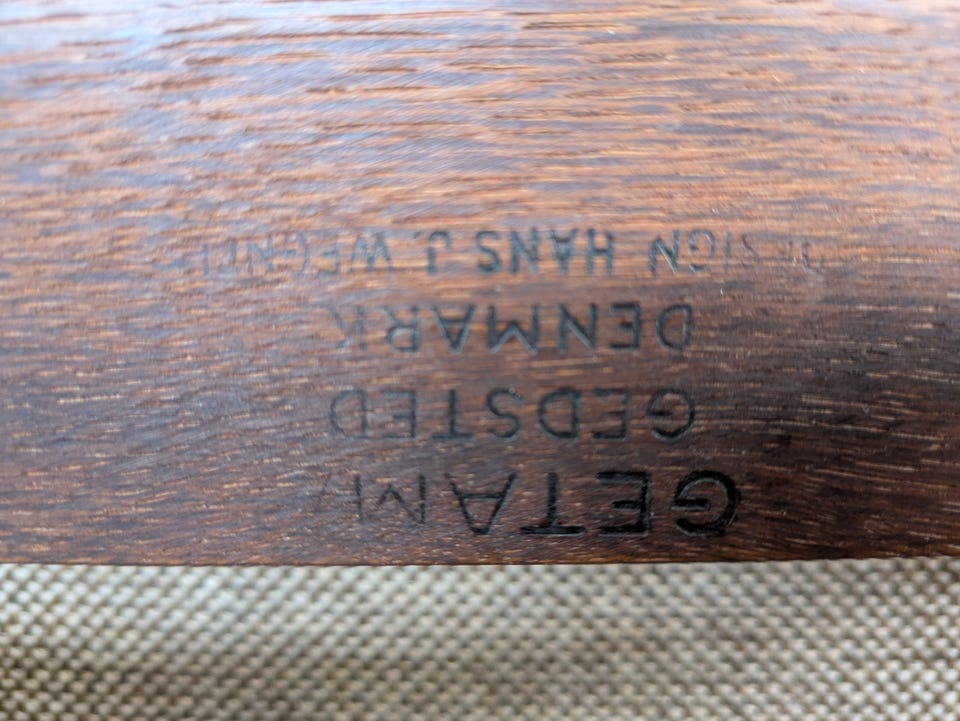 GETAMA
GEDSTED
DENMARK
DESIGN HANS J. WEGNER